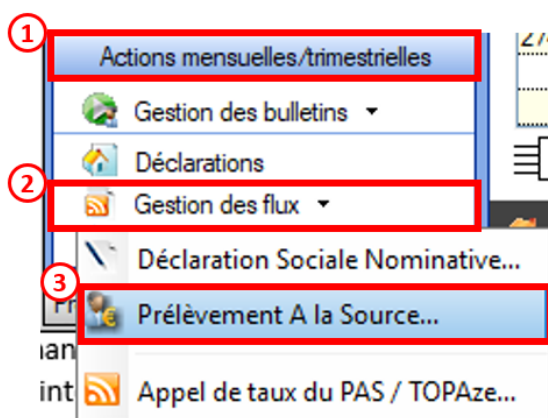 1
Actions mensuelles/trimestrielles
Gestion des bulletins
Déclarations
2
Gestion des flux
Déclaration Sociale Nominative...
3
Prélèvement A la Source...
Appel de taux du PAS / TOPAze...